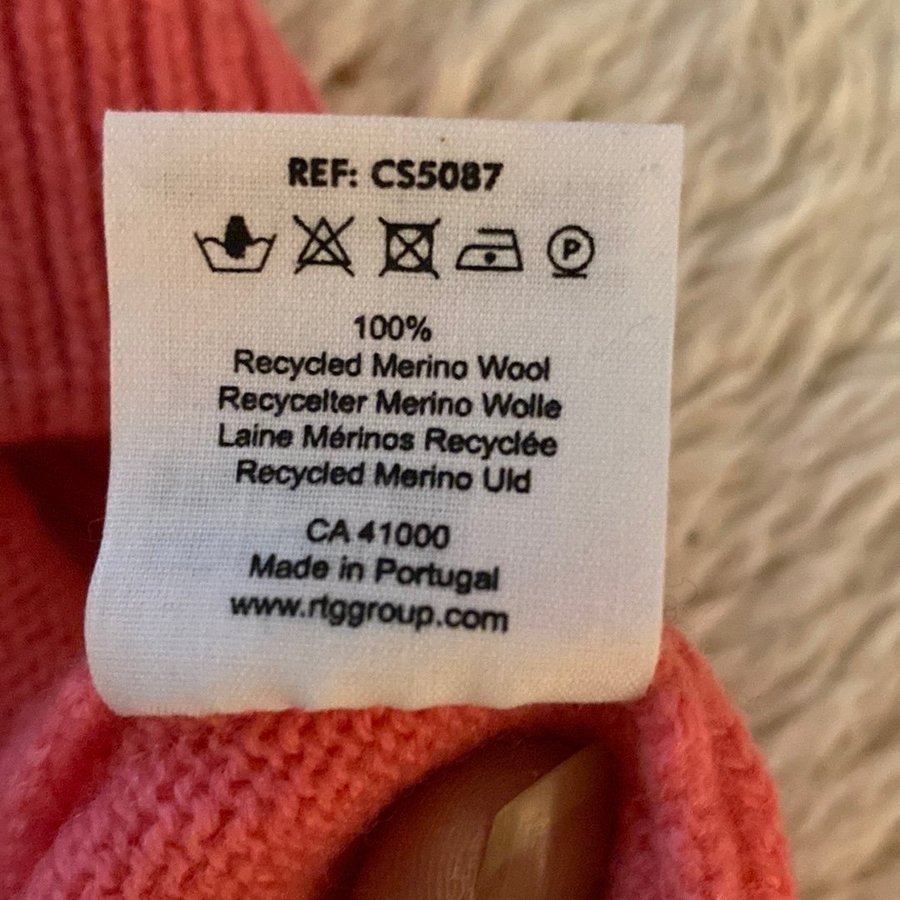 REF: CS5087
P
100%
Recycled Merino Wool
Recycelter Merino Wolle
Laine Mérinos Recyclée
Recycled Merino Uld
CA 41000
Made in Portugal
www.rtggroup.com